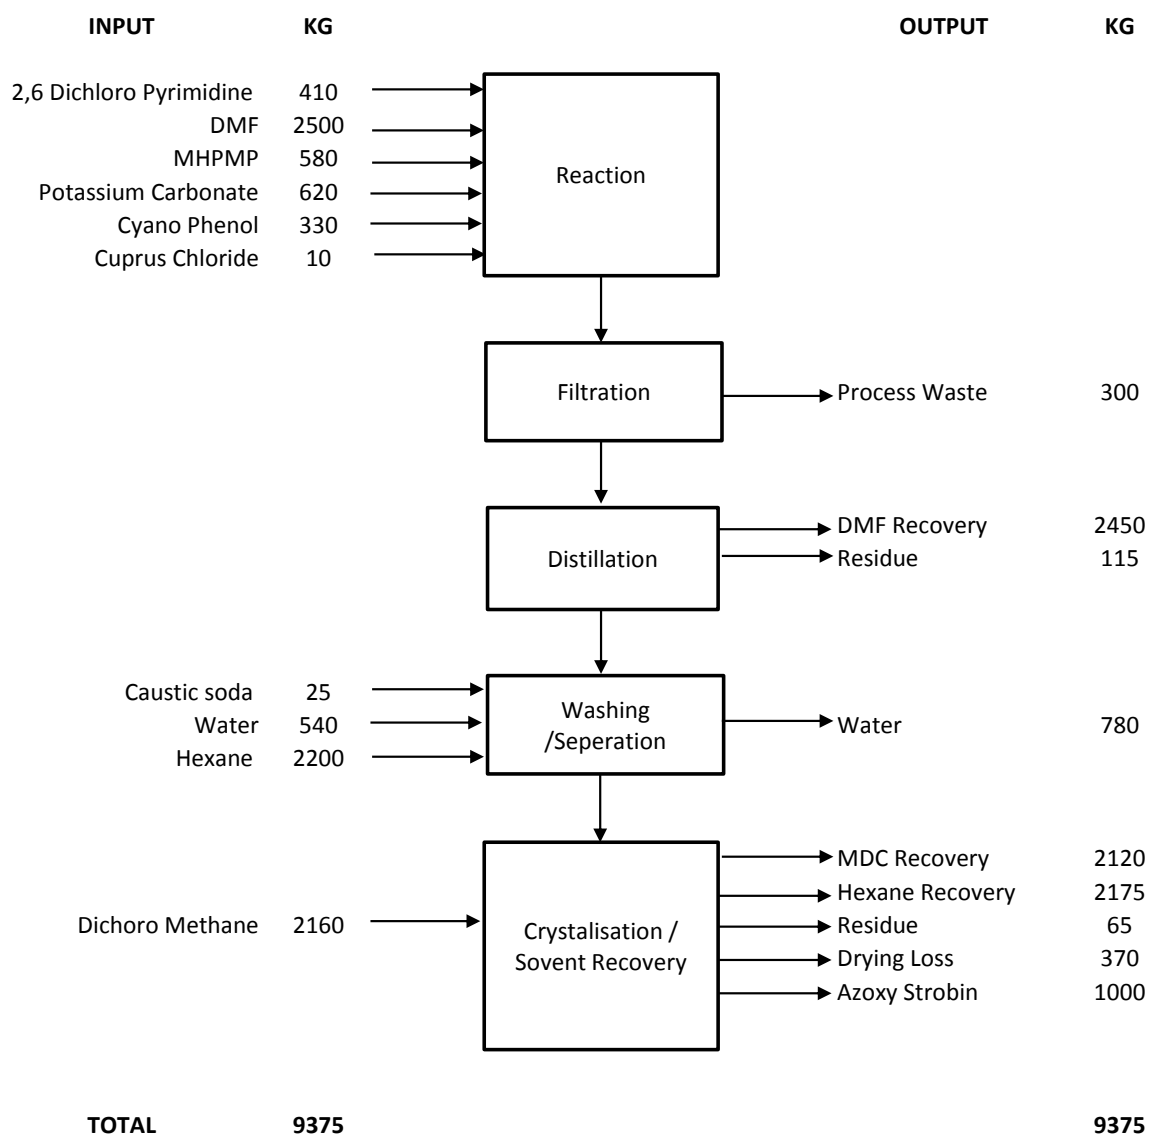 INPUT KG OUTPUT KG
2,6 Dichloro Pyrimidine 410
DMF 2500
MHPMP 580
Potassium Carbonate 620
Cyano Phenol 330
Cuprus Chloride 10
Reaction
Filtration
Process Waste 300
Distillation
DMF Recovery 2450
Residue 115
Caustic soda 25
Water 540
Hexane 2200
Washing
/Seperation
Water 780
Dichoro Methane 2160
Crystalisation /
Sovent Recovery
MDC Recovery 2120
Hexane Recovery 2175
Residue 65
Drying Loss 370
Azoxy Strobin 1000
TOTAL 9375 9375